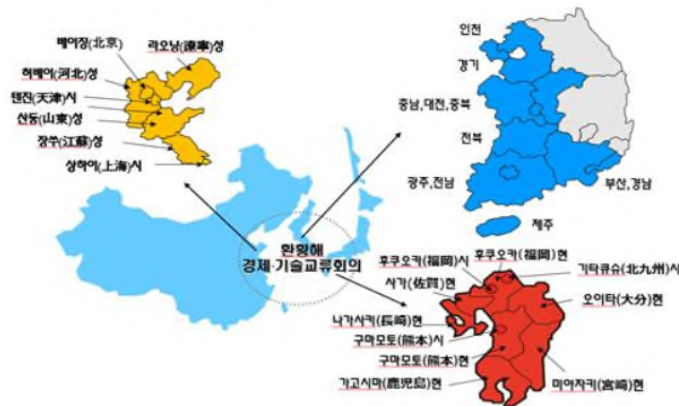 베이징(北京)
랴오닝(遼寧)성
허베이(河北)성
텐진(天津)시
산둥(山東)성
장쑤(江蘇)성
상하이(上海)시
인천
경기
충남,대전,충북
전북
광주,전남
부산,경남
제주
환황해
경제·기술교류회의
후쿠오카(福岡)현
후쿠오카(福岡)시
기타큐슈(北九州)시
사가(佐賀)현
오이타(大分)현
나가사키(長崎)현
구마모토(熊本)시
구마모토(熊本)현
가고시마(鹿児島)현
미야자키(宮崎)현